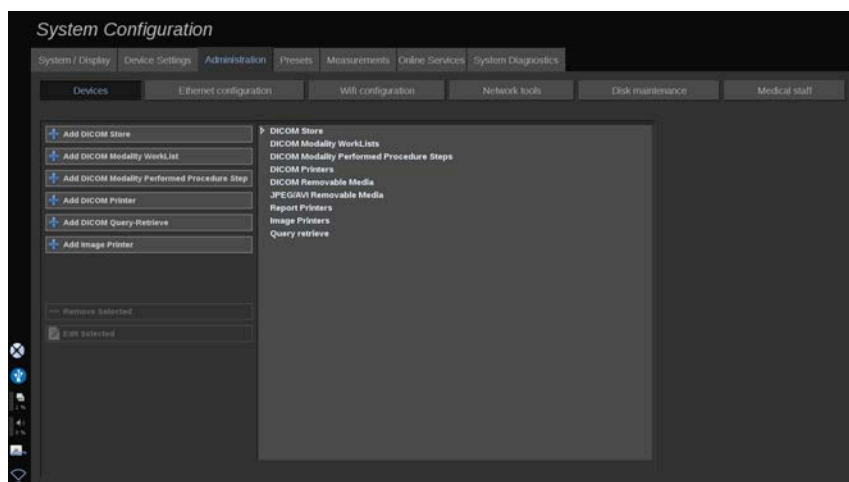 System Configuration
System / Display Device Settings Administration Presets Measurements Online Services System Diagnostics
Devices Ethernet configuration Wifi configuration Network tools Disk maintenance Medical staff
Add DICOM Store
Add DICOM Modality WorkList
Add DICOM Modality Performed Procedure Step
Add DICOM Printer
Add DICOM Query-Retrieve
Add Image Printer
Remove Selected
Edit Selected
DICOM Store
DICOM Modality WorkLists
DICOM Modality Performed Procedure Steps
DICOM Printers
DICOM Removable Media
JPEG/AVI Removable Media
Report Printers
Image Printers
Query retrieve